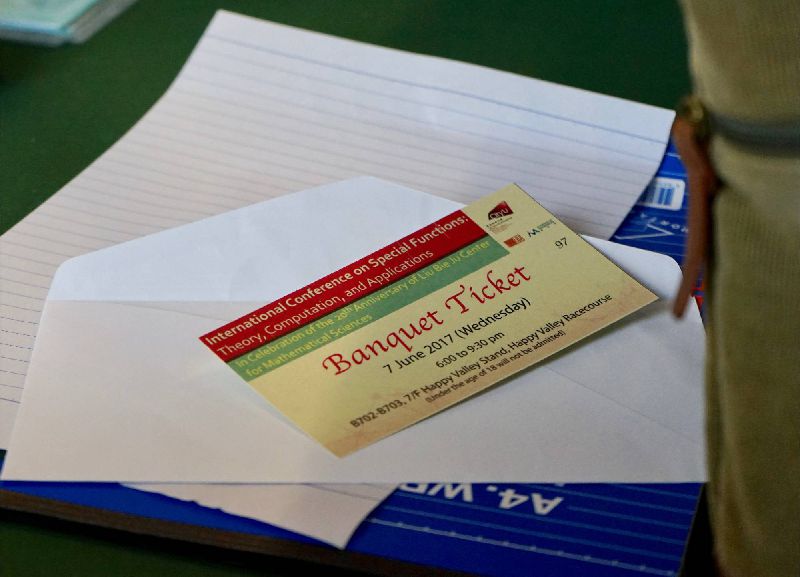 International Conference on Special Functions:
Theory, Computation, and Applications
In Celebration of the 20th Anniversary of Liu Bie Ju Center
for Mathematical Sciences
97
Banquet Ticket
7 June 2017 (Wednesday)
6:00 to 9:30 pm
B702-B703, 7/F Happy Valley Stand, Happy Valley Racecourse
(Under the age of 18 will not be admitted)
A4. WR